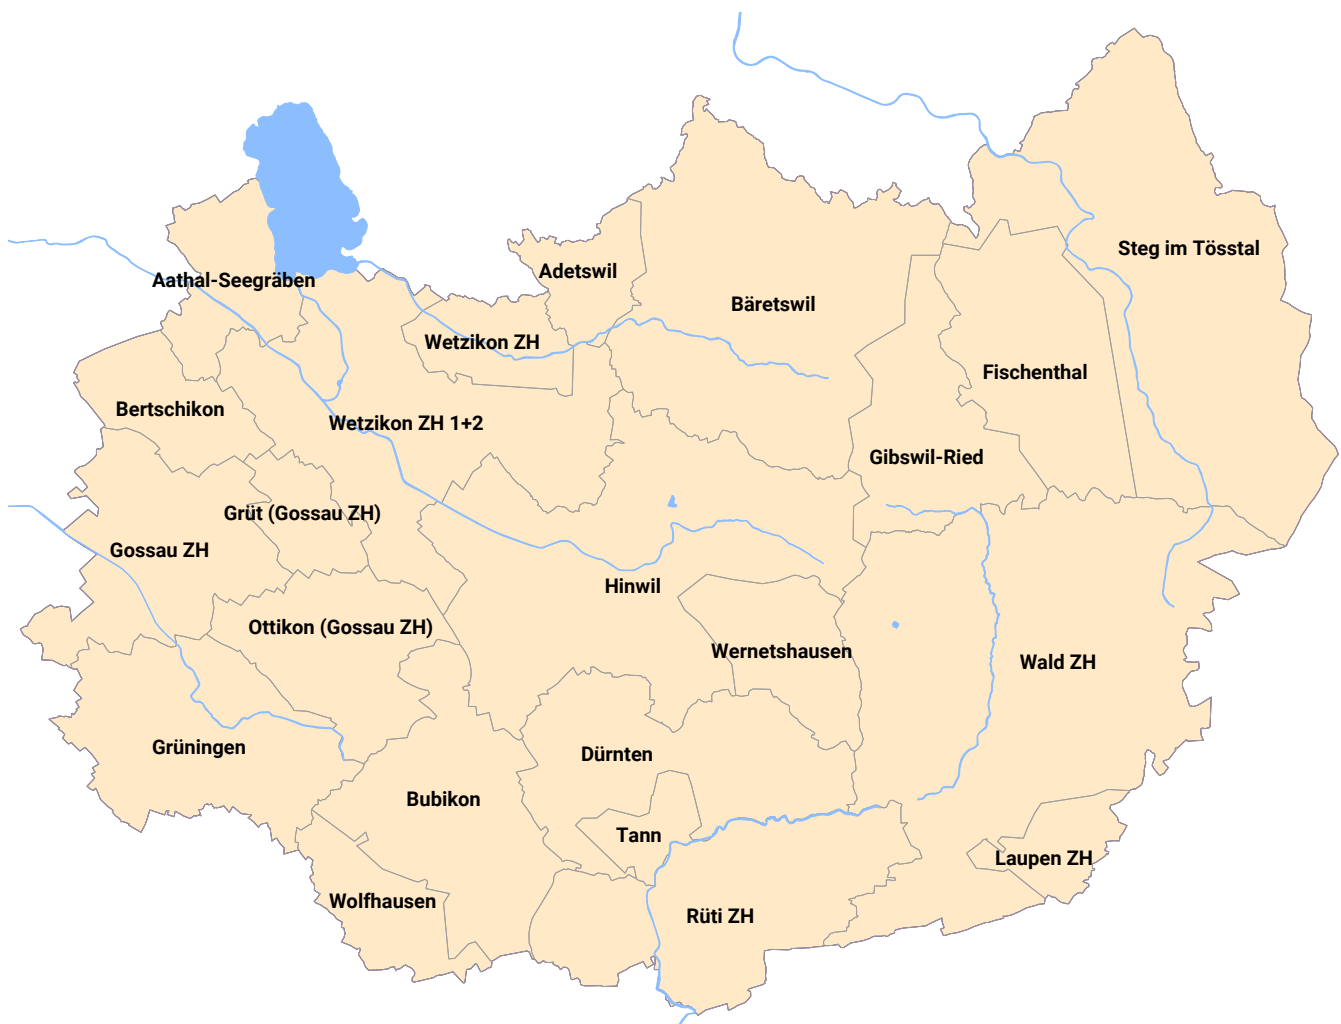 Steg im Tösstal
Adetswil
Aathal-Seegräben
Bäretswil
Wetzikon ZH
Fischenthal
Bertschikon
Wetzikon ZH 1+2
Gibswil-Ried
Grüt (Gossau ZH)
Gossau ZH
Hinwil
Ottikon (Gossau ZH)
Wernetshausen
Wald ZH
Grüningen
Dürnten
Bubikon
Tann
Laupen ZH
Wolfhausen
Rüti ZH